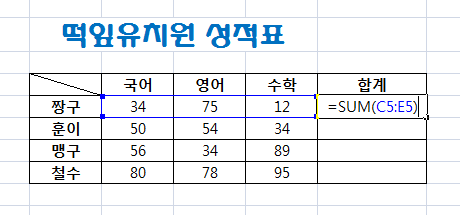 떡잎유치원 성적표
국어 영어 수학 합계
짱구 34 75 12 =SUM(C5:E5)
훈이 50 54 34
맹구 56 34 89
철수 80 78 95